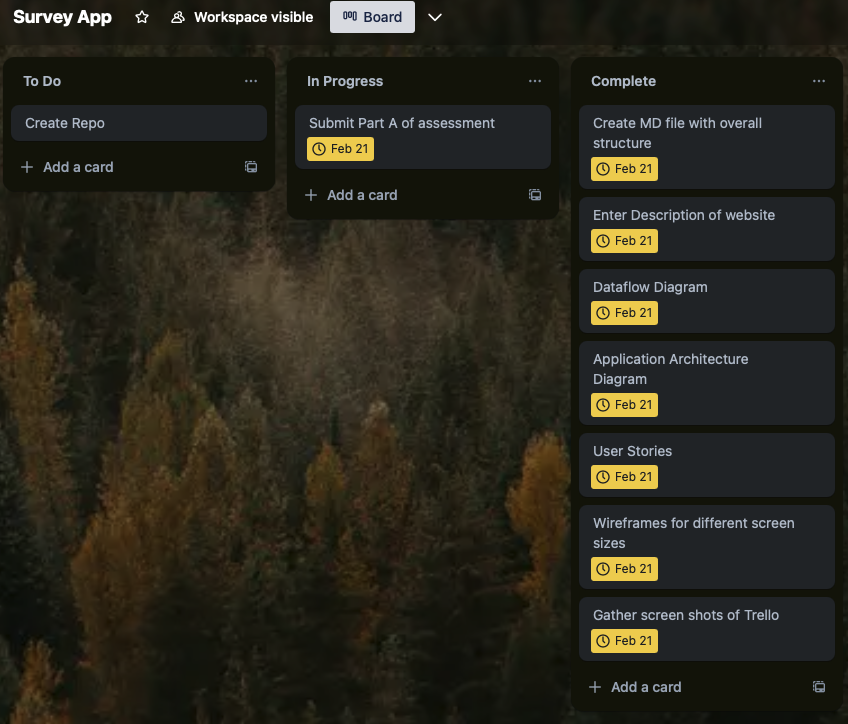 Survey App
Workspace visible
Board
To Do
Create Repo
Add a card
In Progress
Submit Part A of assessment
Feb 21
Add a card
Complete
Create MD file with overall
structure
Feb 21
Enter Description of website
Feb 21
Dataflow Diagram
Feb 21
Application Architecture
Diagram
Feb 21
User Stories
Feb 21
Wireframes for different screen
sizes
Feb 21
Gather screen shots of Trello
Feb 21
Add a card